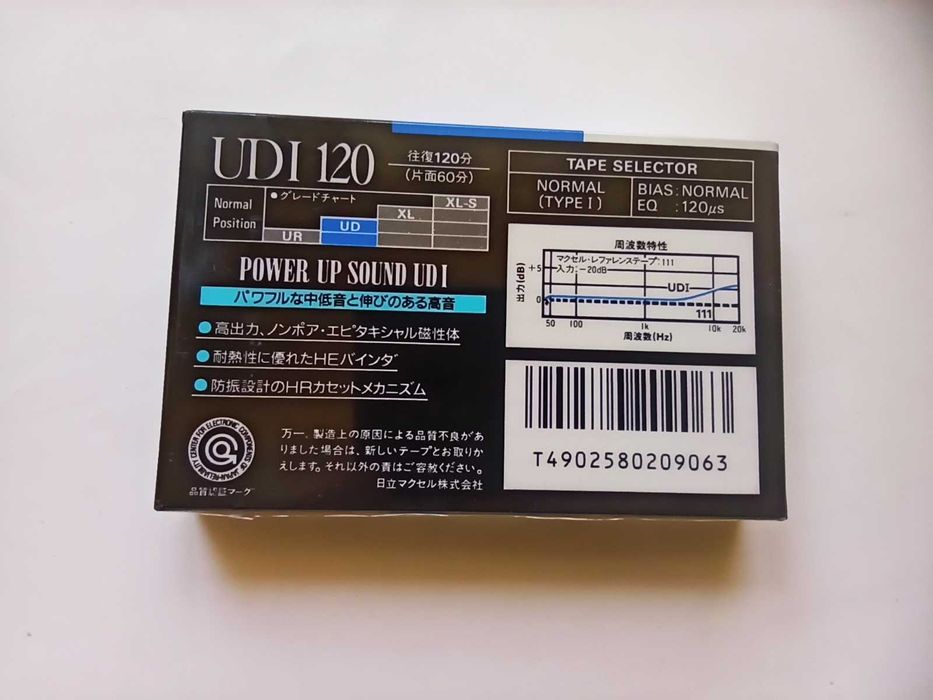 UDI 120
往復120分
(片面60分)
Normal
Position
●グレードチャート
UR
UD
XL
XL-S
POWER UP SOUND UD I
パワフルな中低音と伸びのある高音
●高出力、ノンポア・エピタキシャル磁性体
●耐熱性に優れたHEバインダ
●防振設計のHRカセットメカニズム
品質認証マーク
万一、製造上の原因による品質不良があ
りました場合は、新しいテープとお取りか
えします。それ以外の責はご容赦ください。
日立マクセル株式会社
TAPE SELECTOR
NORMAL
(TYPE I)
BIAS: NORMAL
EQ : 120μs
周波数特性
マクセル・レファレンステープ:111
入力:-20dB
出力(dB)
+5
0
UDI
111
50 100 1k 10k 20k
周波数(Hz)
T4902580209063